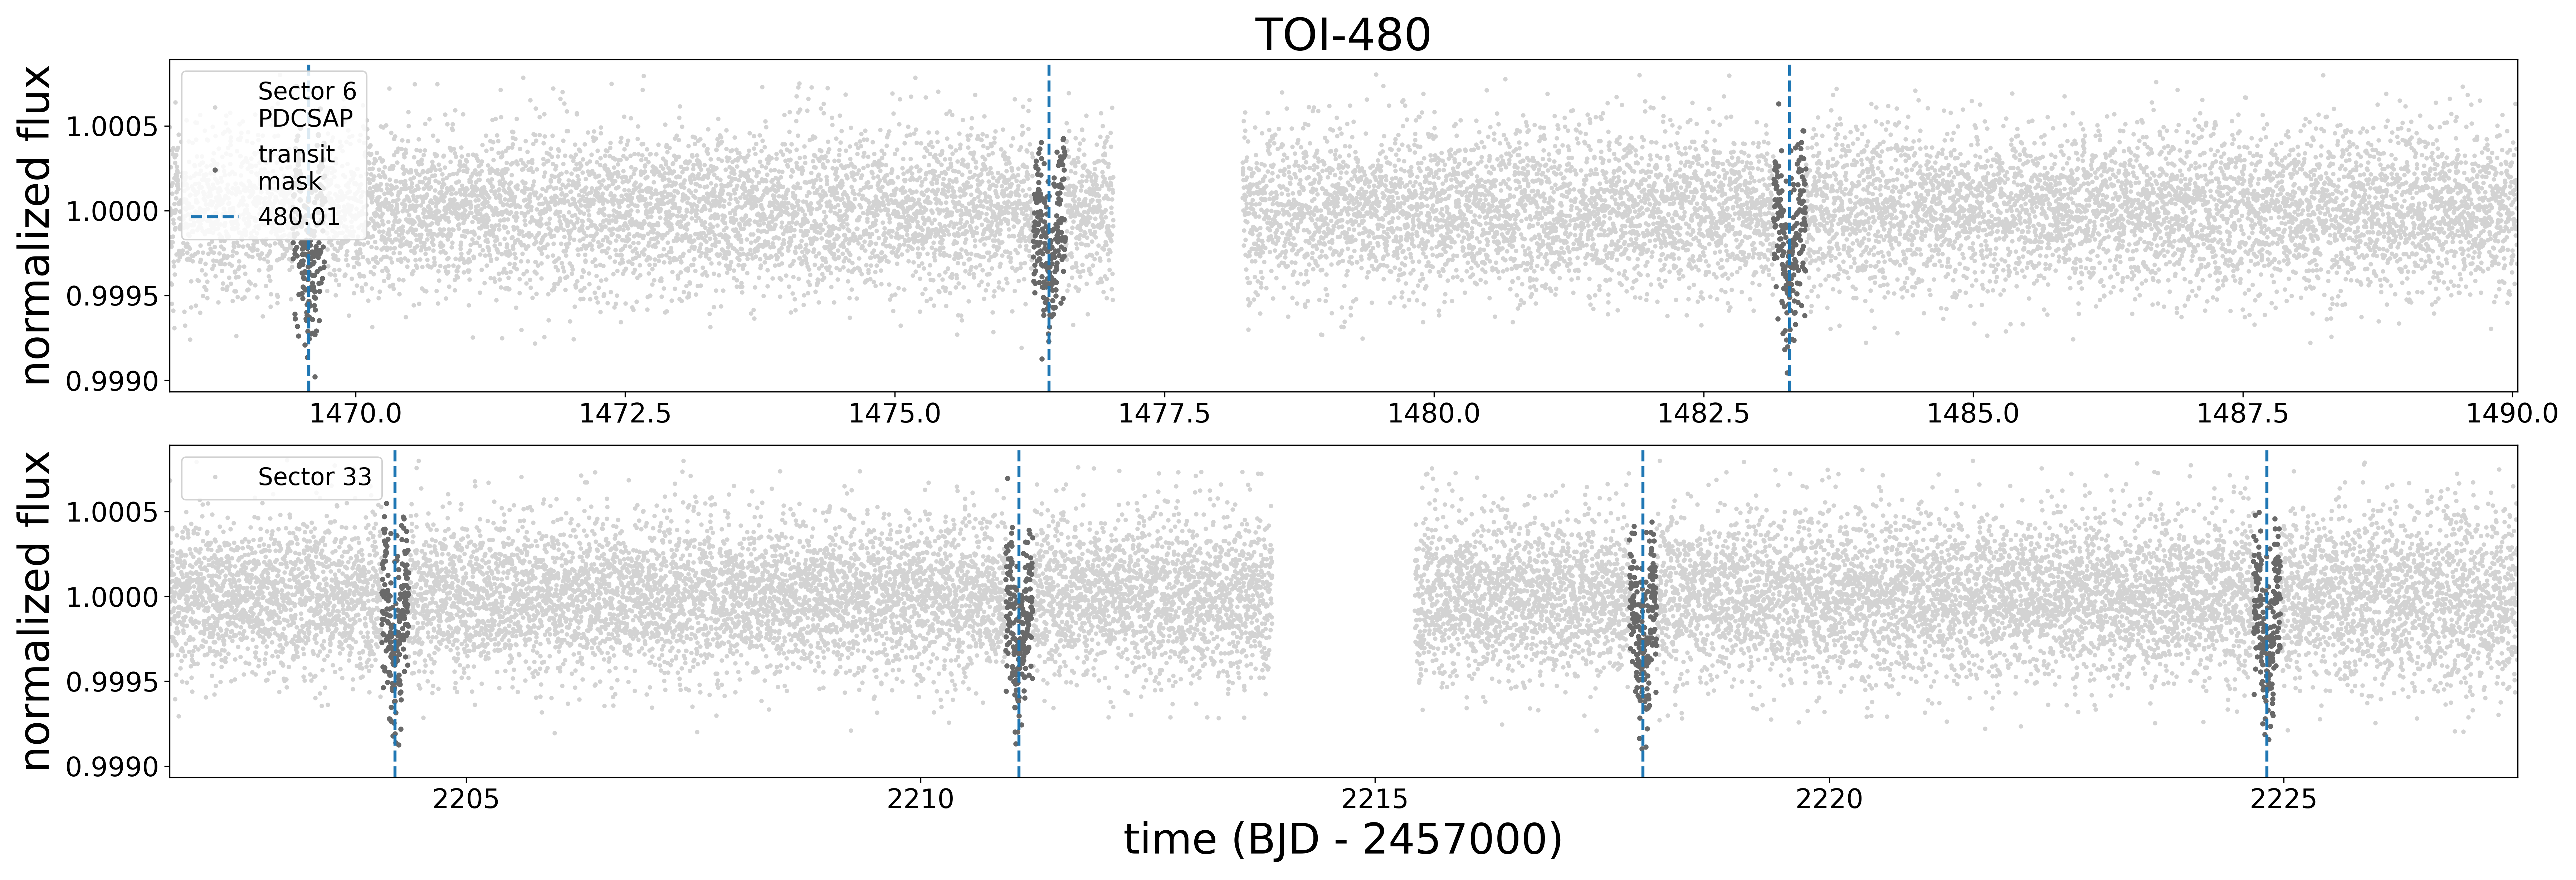 TOI-480
normalized flux
1.0005
1.0000
0.9995
0.9990
Sector 6
PDCSAP
transit
mask
480.01
1470.0 1472.5 1475.0 1477.5 1480.0 1482.5 1485.0 1487.5 1490.0
normalized flux
1.0005
1.0000
0.9995
0.9990
Sector 33
2205 2210 2215 2220 2225
time (BJD - 2457000)